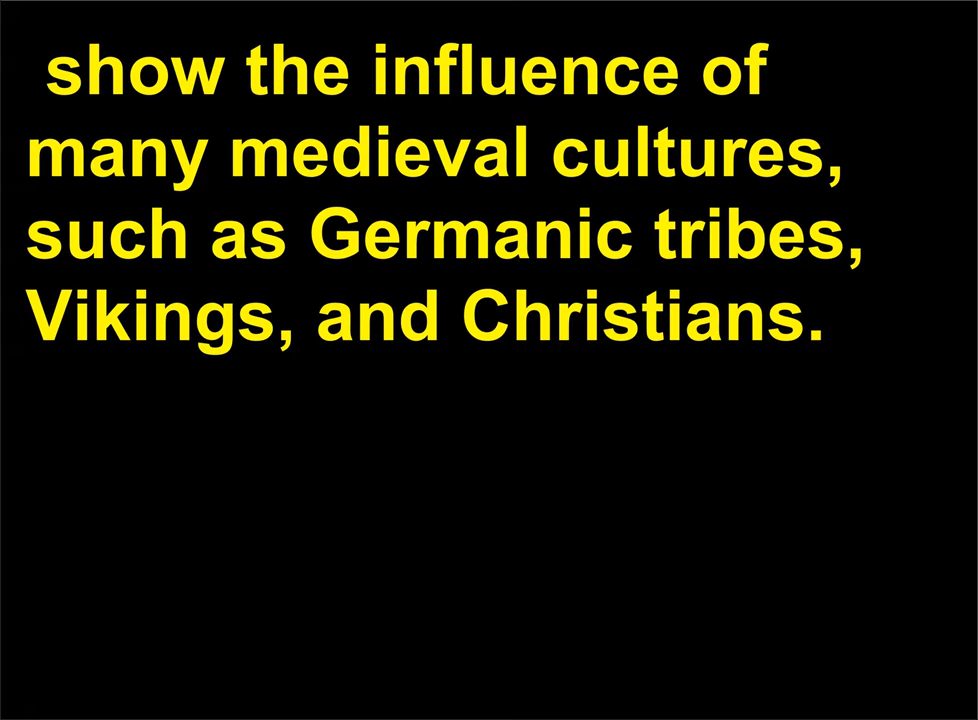 show the influence of
many medieval cultures,
such as Germanic tribes,
Vikings, and Christians.